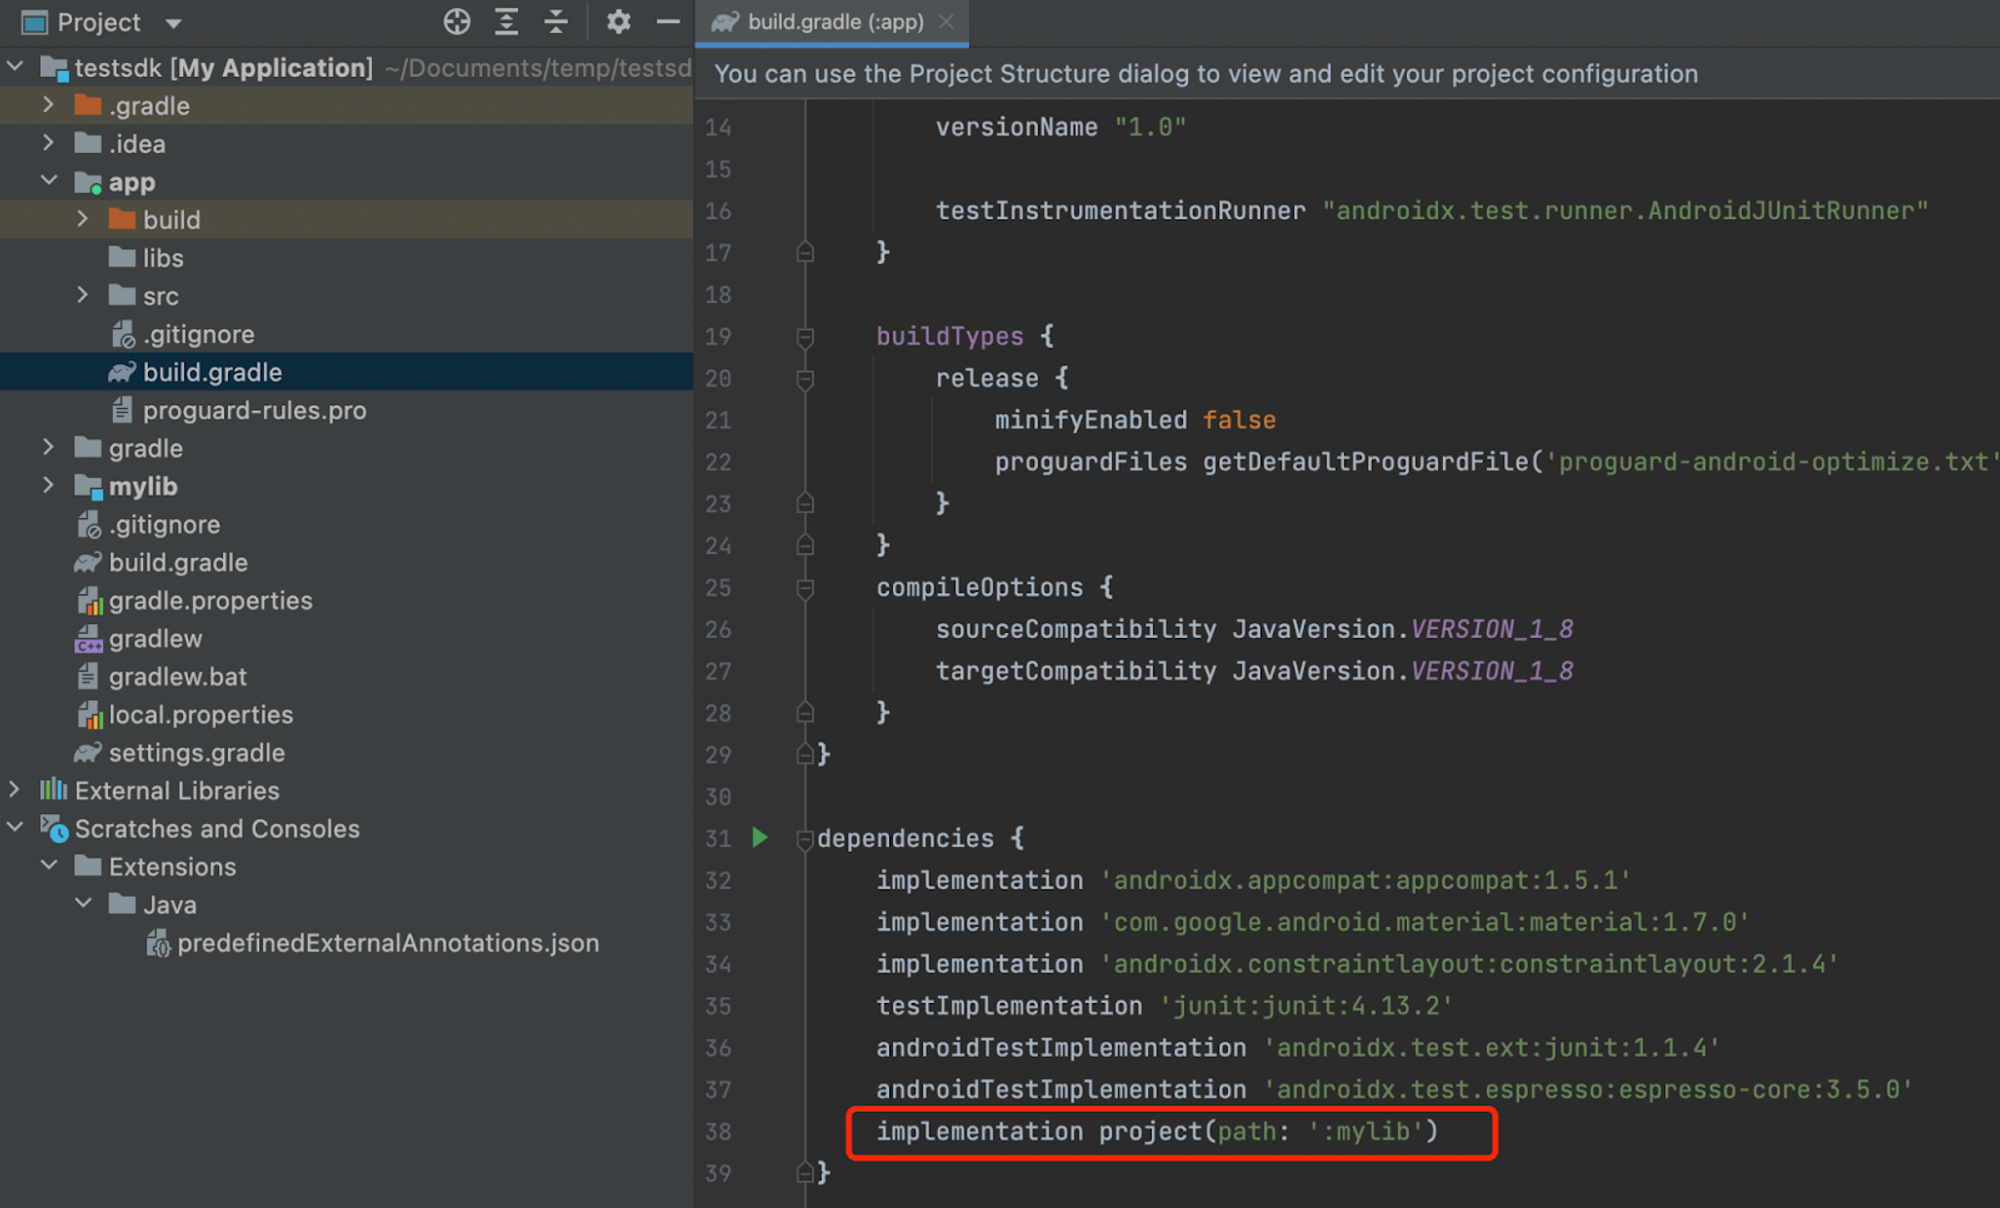 Project
testsdk [My Application] ~/Documents/temp/testsd
.gradle
.idea
app
build
libs
src
.gitignore
build.gradle
proguard-rules.pro
gradle
mylib
.gitignore
build.gradle
gradle.properties
gradlew
gradlew.bat
local.properties
settings.gradle
External Libraries
Scratches and Consoles
Extensions
Java
predefinedExternalAnnotations.json
build.gradle (:app)
You can use the Project Structure dialog to view and edit your project configuration
14 versionName "1.0"
15
16 testInstrumentationRunner "androidx.test.runner.AndroidJUnitRunner"
17 }
18
19 buildTypes {
20 release {
21 minifyEnabled false
22 proguardFiles getDefaultProguardFile('proguard-android-optimize.txt'
23 }
24 }
25 compileOptions {
26 sourceCompatibility JavaVersion.VERSION_1_8
27 targetCompatibility JavaVersion.VERSION_1_8
28 }
29 }
30
31 dependencies {
32 implementation 'androidx.appcompat:appcompat:1.5.1'
33 implementation 'com.google.android.material:material:1.7.0'
34 implementation 'androidx.constraintlayout:constraintlayout:2.1.4'
35 testImplementation 'junit:junit:4.13.2'
36 androidTestImplementation 'androidx.test.ext:junit:1.1.4'
37 androidTestImplementation 'androidx.test.espresso:espresso-core:3.5.0'
38 implementation project(path: ':mylib')
39 }